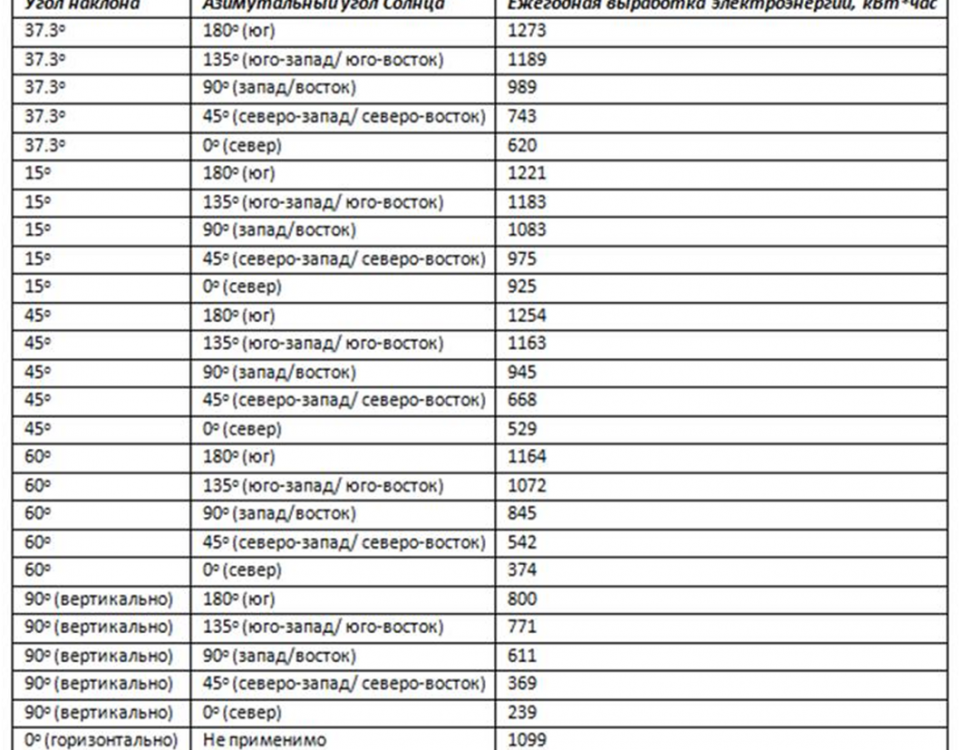 Угол наклона Азимутальный угол Солнца Ежегодная выработка электроэнергии, кВт*час
37.3º 180º (юг) 1273
37.3º 135º (юго-запад/ юго-восток) 1189
37.3º 90º (запад/восток) 989
37.3º 45º (северо-запад/ северо-восток) 743
37.3º 0º (север) 620
15º 180º (юг) 1221
15º 135º (юго-запад/ юго-восток) 1183
15º 90º (запад/восток) 1083
15º 45º (северо-запад/ северо-восток) 975
15º 0º (север) 925
45º 180º (юг) 1254
45º 135º (юго-запад/ юго-восток) 1163
45º 90º (запад/восток) 945
45º 45º (северо-запад/ северо-восток) 668
45º 0º (север) 529
60º 180º (юг) 1164
60º 135º (юго-запад/ юго-восток) 1072
60º 90º (запад/восток) 845
60º 45º (северо-запад/ северо-восток) 542
60º 0º (север) 374
90º (вертикально) 180º (юг) 800
90º (вертикально) 135º (юго-запад/ юго-восток) 771
90º (вертикально) 90º (запад/восток) 611
90º (вертикально) 45º (северо-запад/ северо-восток) 369
90º (вертикально) 0º (север) 239
0º (горизонтально) Не применимо 1099